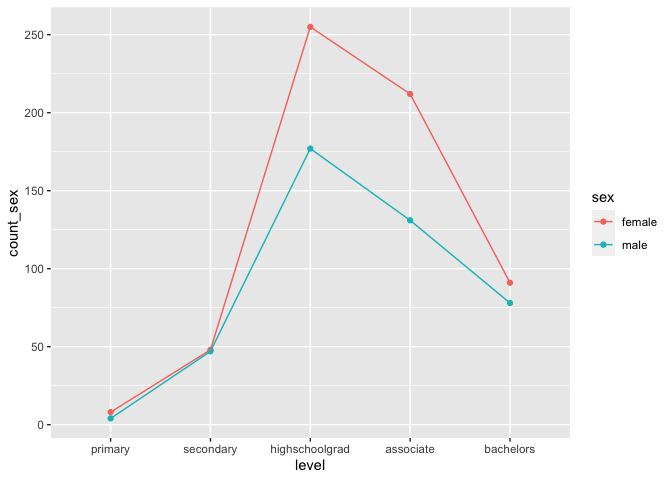 250
200
150
100
50
0
count_sex
primary secondary highschoolgrad associate bachelors
level
sex
female
male